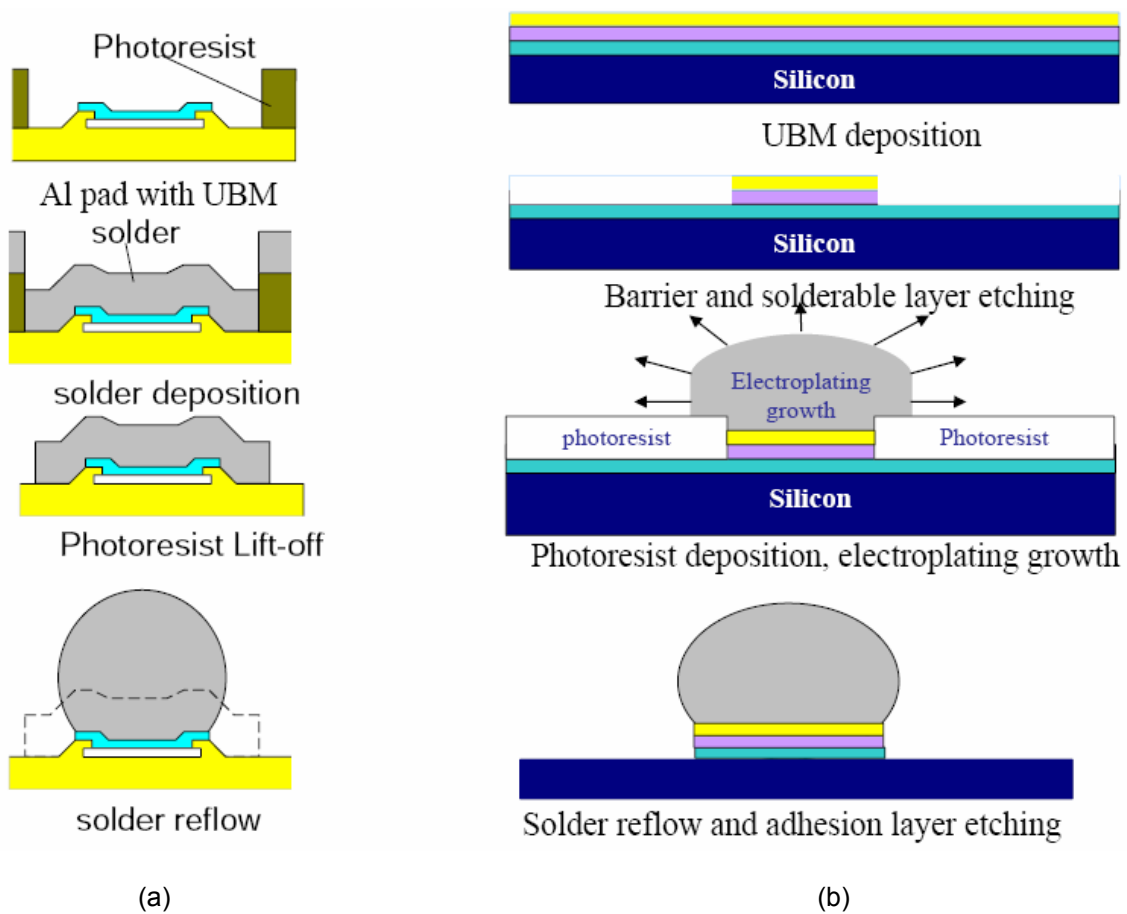 Photoresist
Al pad with UBM
solder
solder deposition
Photoresist Lift-off
solder reflow
(a)
Silicon
UBM deposition
Silicon
Barrier and solderable layer etching
Electroplating
growth
photoresist
Photoresist
Silicon
Photoresist deposition, electroplating growth
Solder reflow and adhesion layer etching
(b)